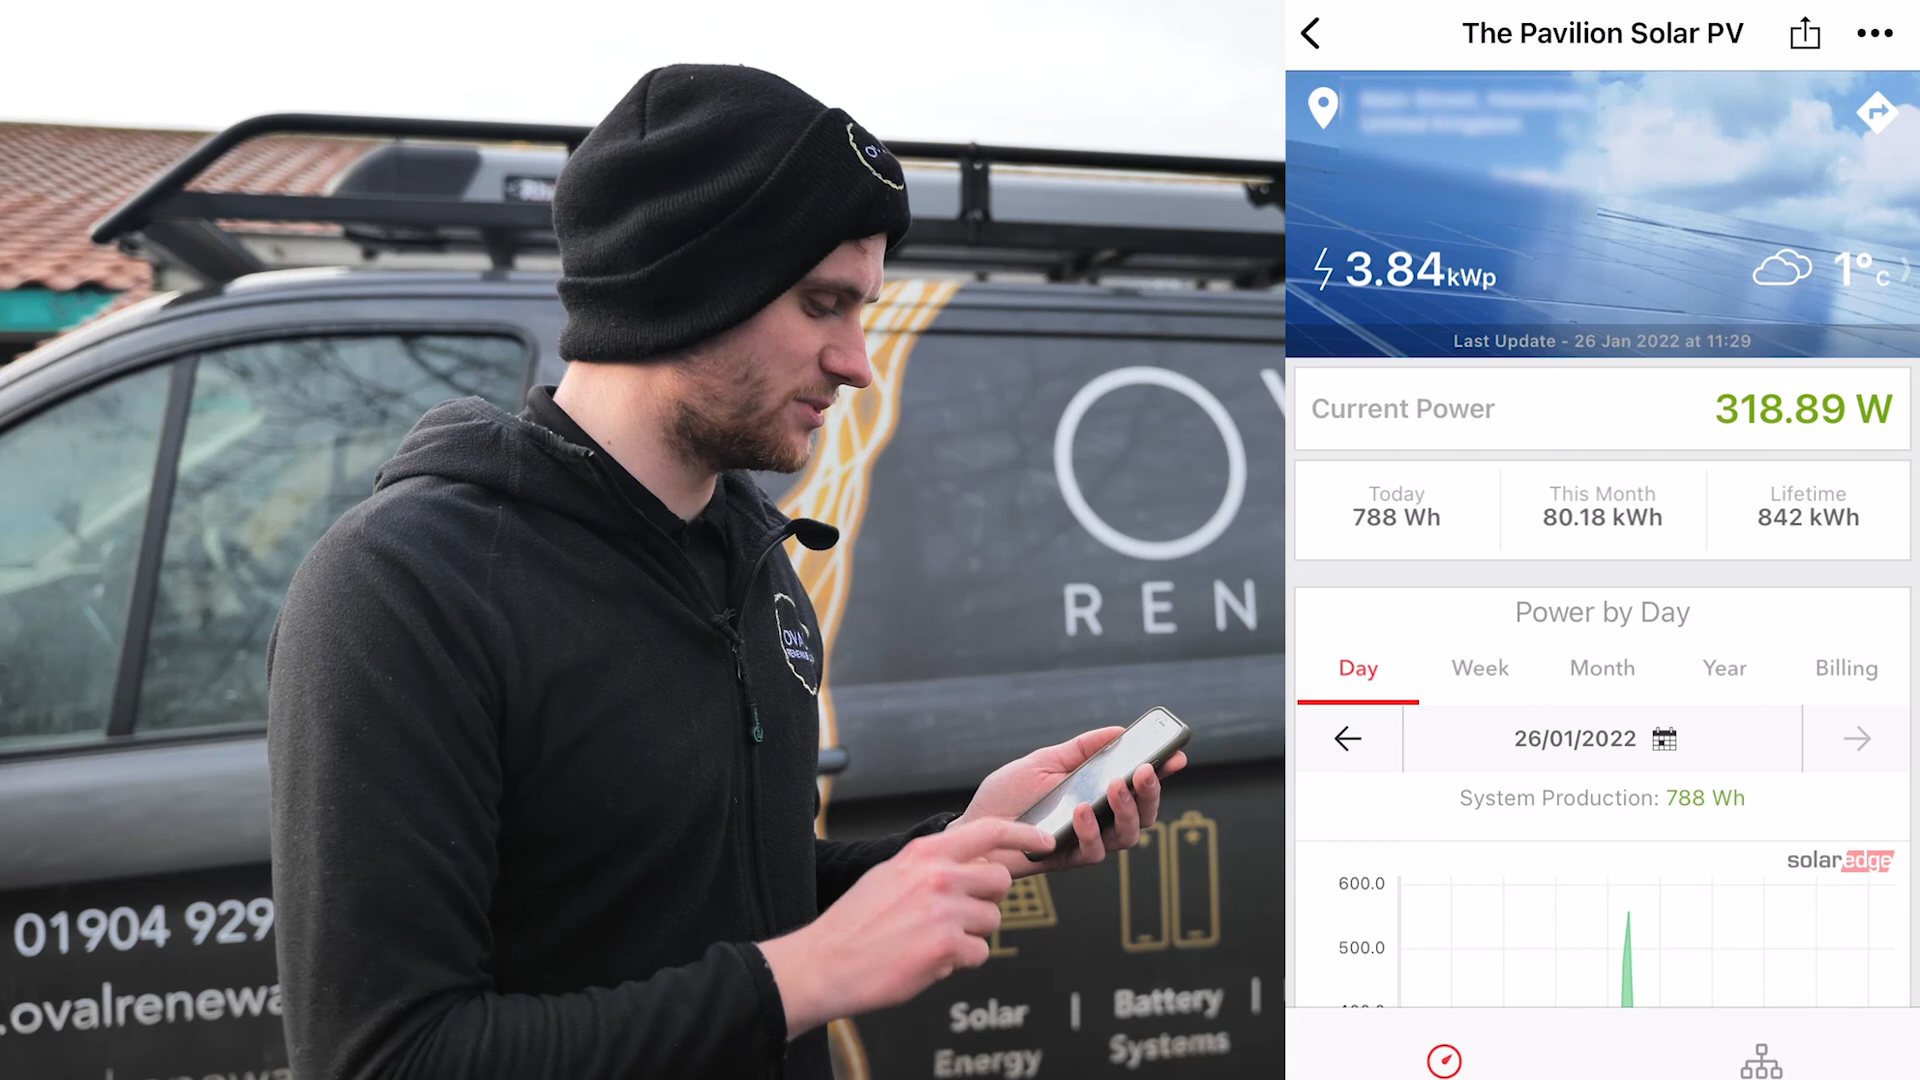 O
REN
OVAL
01904 929
.ovalrenewa
Solar
Energy
|
Battery
Systems
|
The Pavilion Solar PV
3.84kWp
1°c
Last Update - 26 Jan 2022 at 11:29
Current Power
318.89 W
Today
788 Wh
This Month
80.18 kWh
Lifetime
842 kWh
Power by Day
Day Week Month Year Billing
26/01/2022
System Production: 788 Wh
solaredge
600.0
500.0